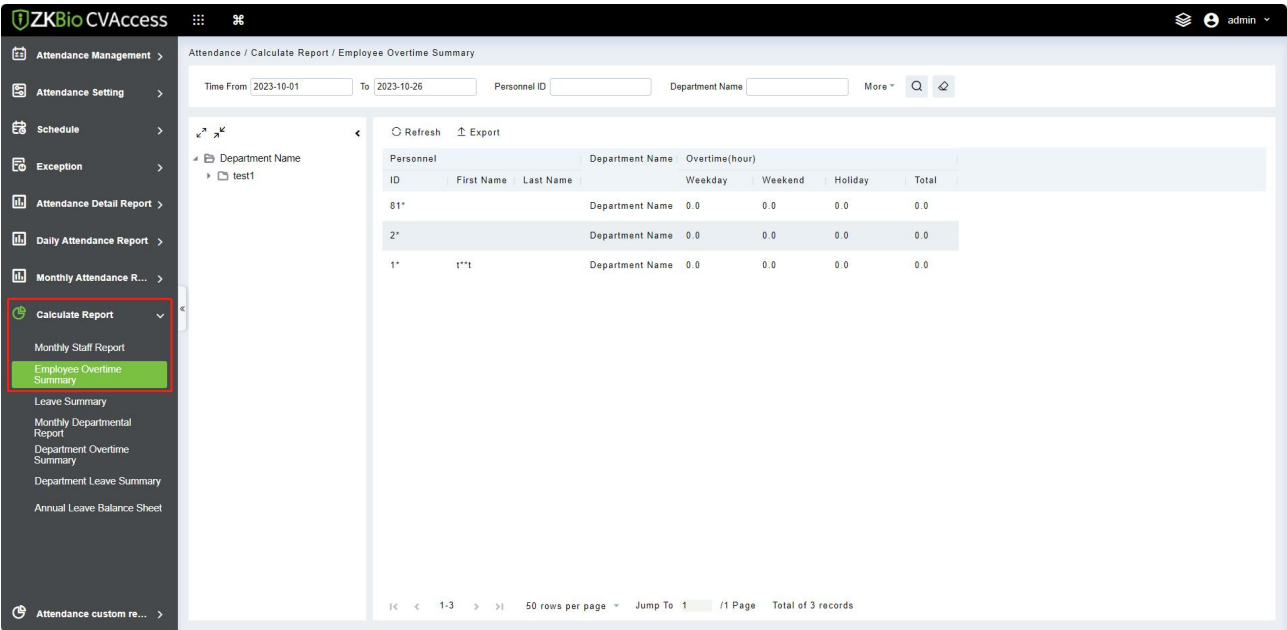 ZKBio CVAccess
admin
Attendance Management
Attendance Setting
Schedule
Exception
Attendance Detail Report
Daily Attendance Report
Monthly Attendance R...
Calculate Report
Monthly Staff Report
Employee Overtime
Summary
Leave Summary
Monthly Departmental
Report
Department Overtime
Summary
Department Leave Summary
Annual Leave Balance Sheet
Attendance custom re...
Attendance / Calculate Report / Employee Overtime Summary
Time From 2023-10-01 To 2023-10-26 Personnel ID Department Name More
Department Name
test1
Refresh Export
Personnel Department Name Overtime(hour)
ID First Name Last Name Weekday Weekend Holiday Total
81* Department Name 0.0 0.0 0.0 0.0
2* Department Name 0.0 0.0 0.0 0.0
1* t**t Department Name 0.0 0.0 0.0 0.0
1-3 50 rows per page Jump To 1 /1 Page Total of 3 records